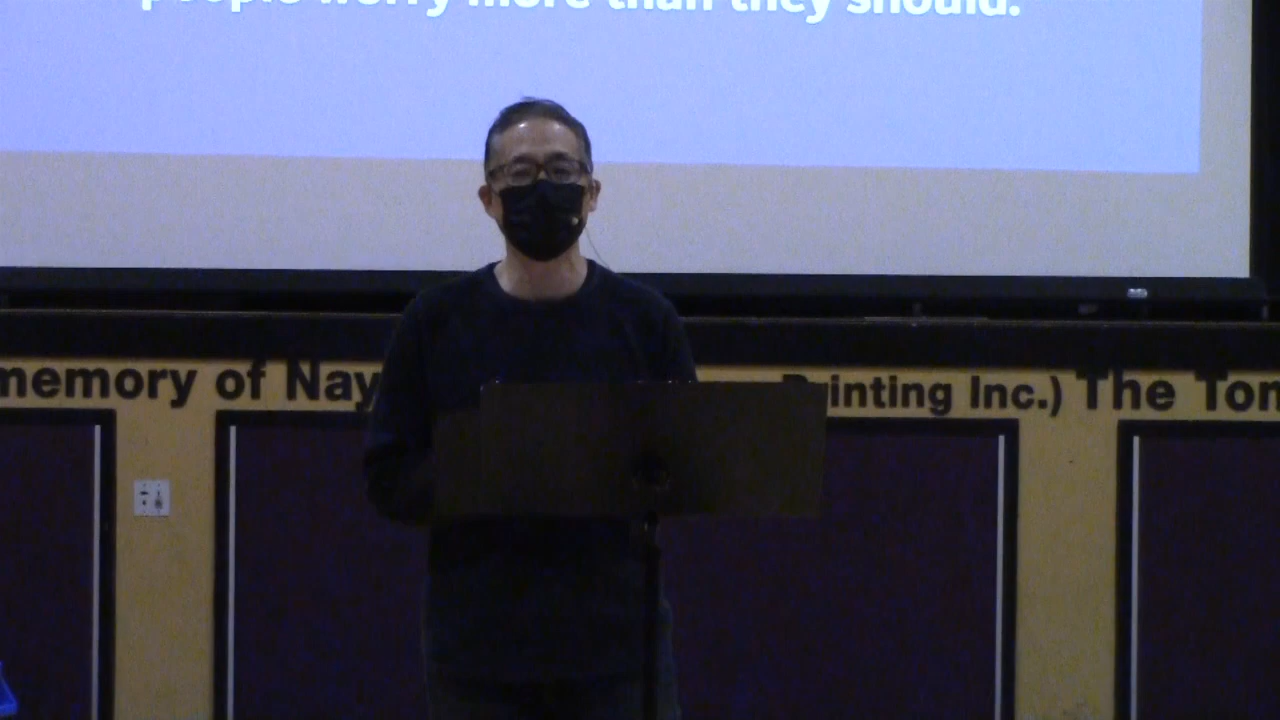 people worry more than they should.
memory of Nay
Printing Inc.) The Ton